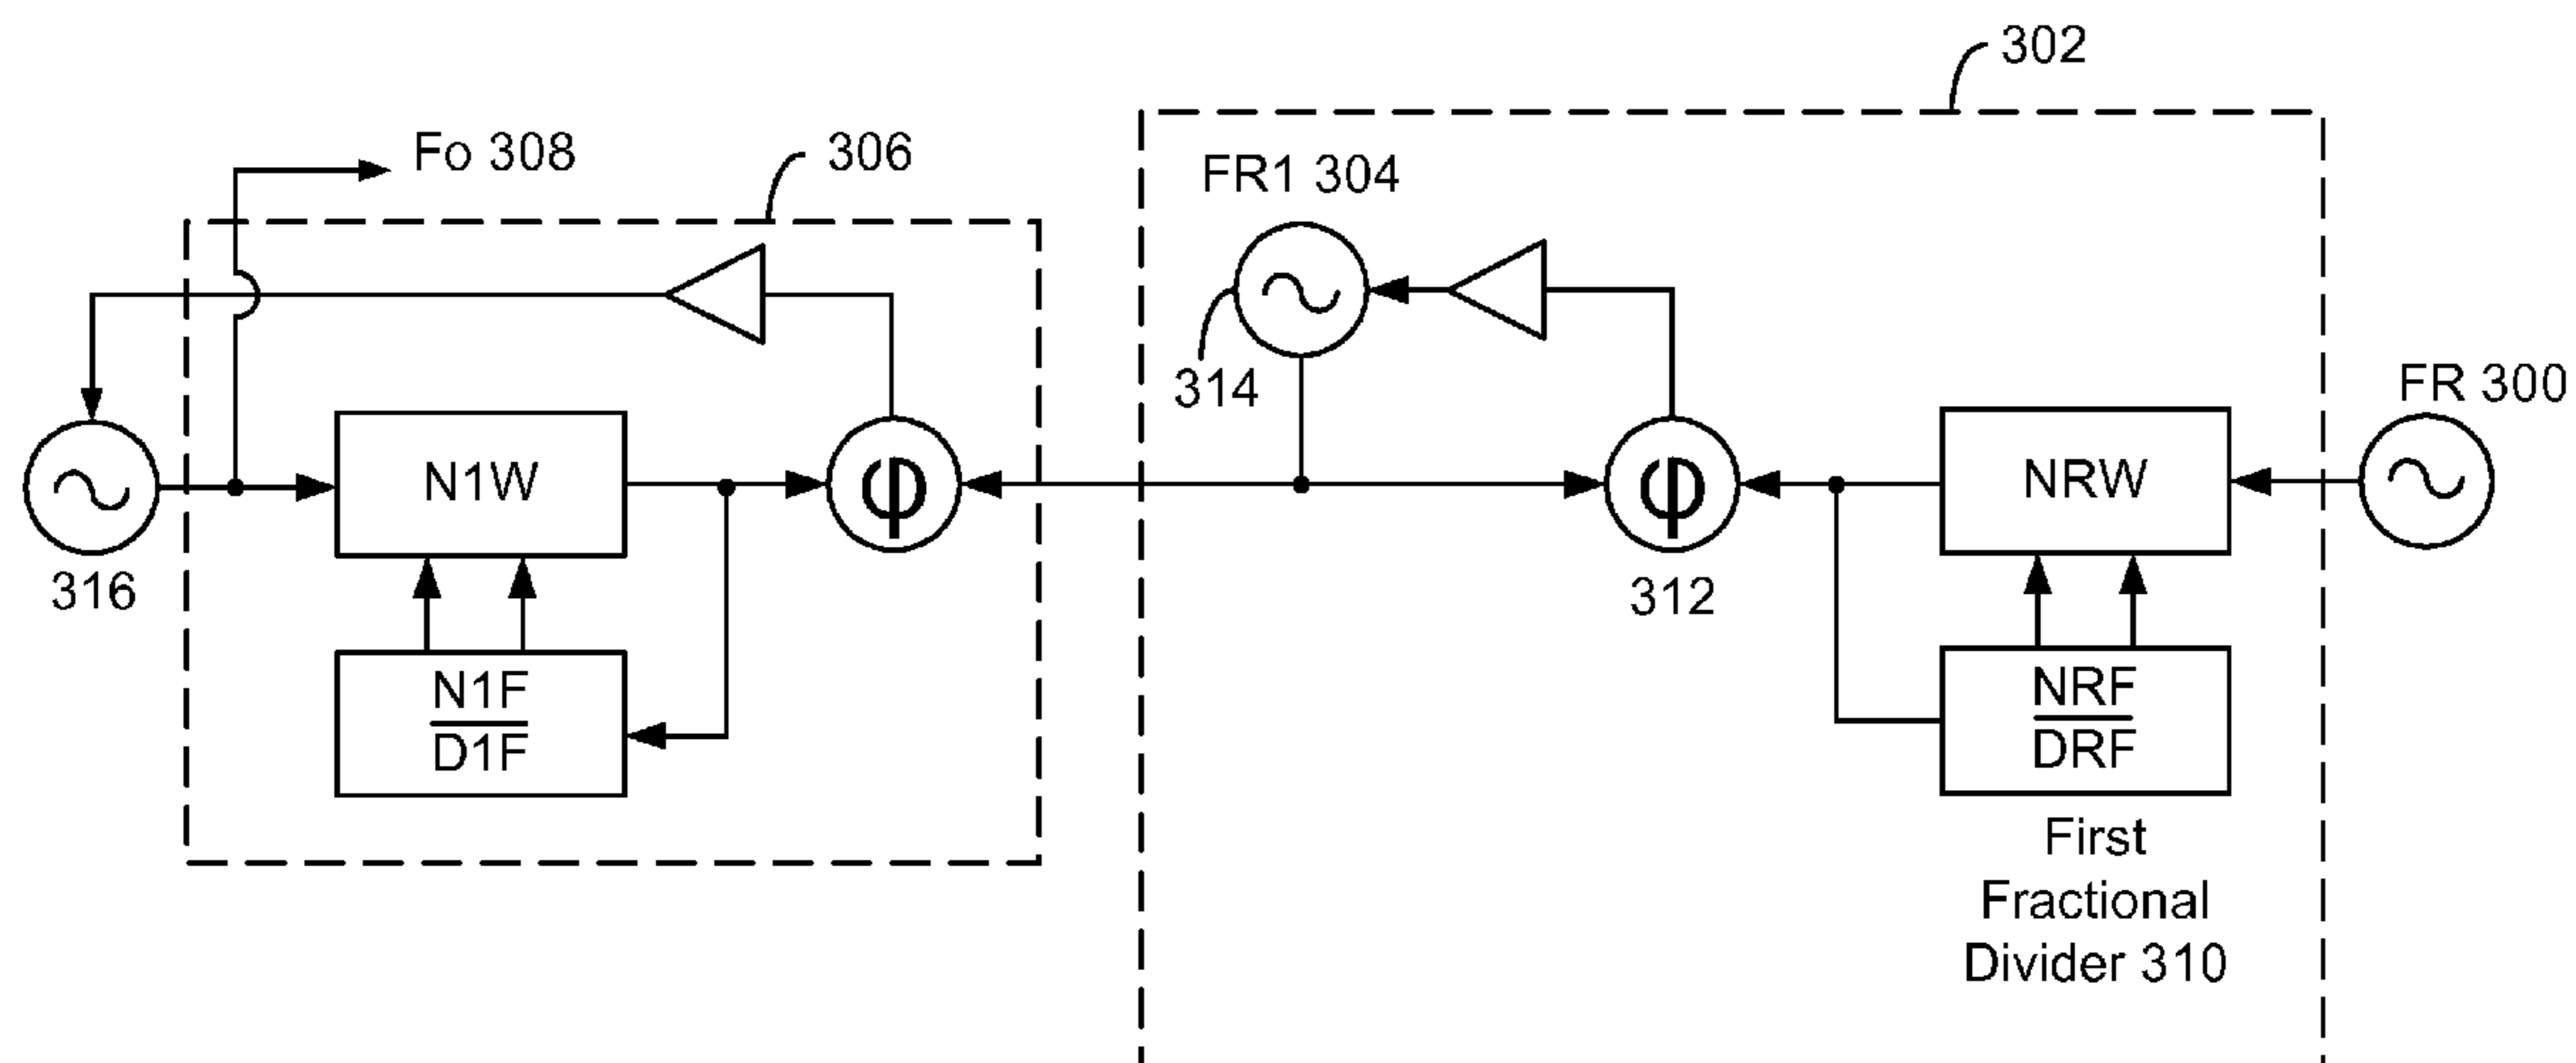 302
Fo 308
306
FR1 304
314
FR 300
N1W
φ
φ
NRW
316
312
N1F
D1F
NRF
DRF
First
Fractional
Divider 310